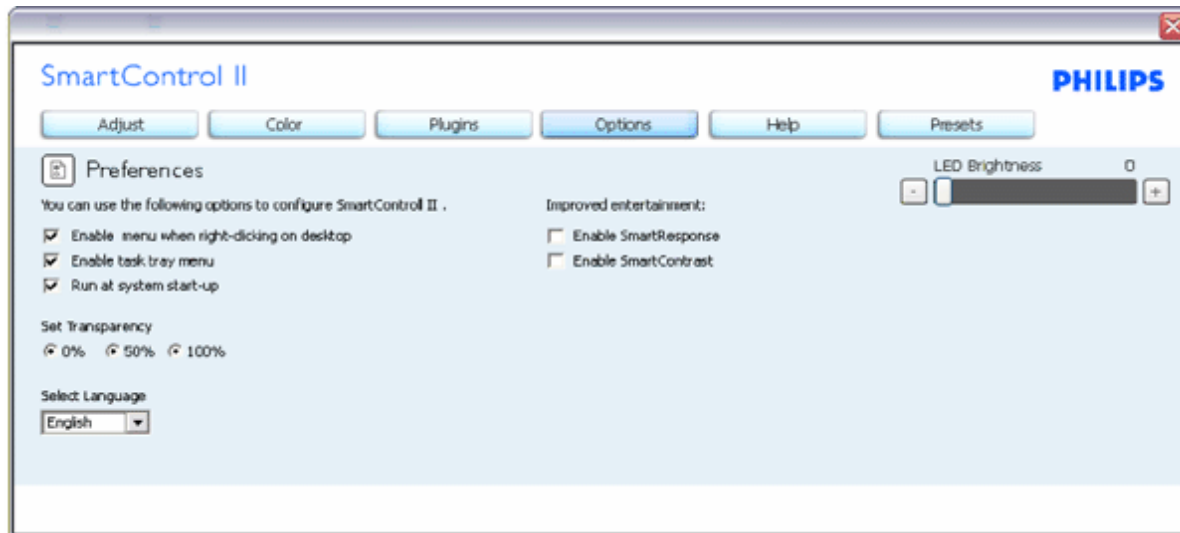 SmartControl II
PHILIPS
Adjust Color Plugins Options Help Presets
Preferences
LED Brightness 0
- +
You can use the following options to configure SmartControl II .
Enable menu when right-clicking on desktop
Enable task tray menu
Run at system start-up
Improved entertainment:
Enable SmartResponse
Enable SmartContrast
Set Transparency
0% 50% 100%
Select Language
English